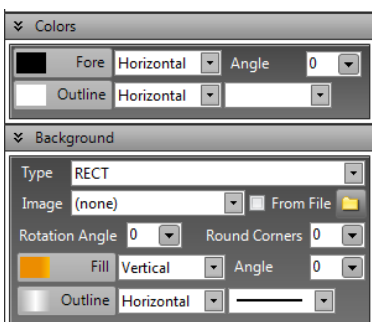 Colors
Fore Horizontal Angle 0
Outline Horizontal
Background
Type RECT
Image (none) From File
Rotation Angle 0 Round Corners 0
Fill Vertical Angle 0
Outline Horizontal